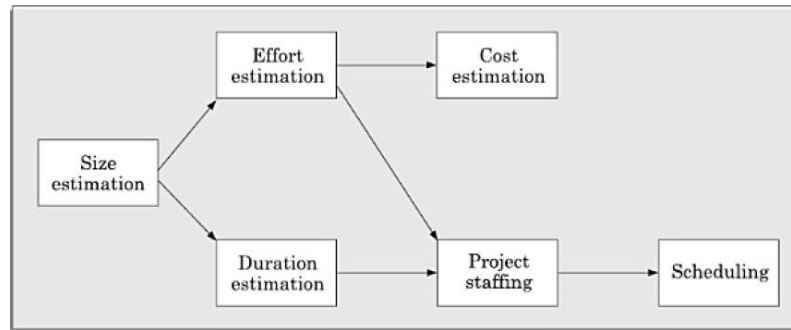 Effort
estimation
Cost
estimation
Size
estimation
Duration
estimation
Project
staffing
Scheduling